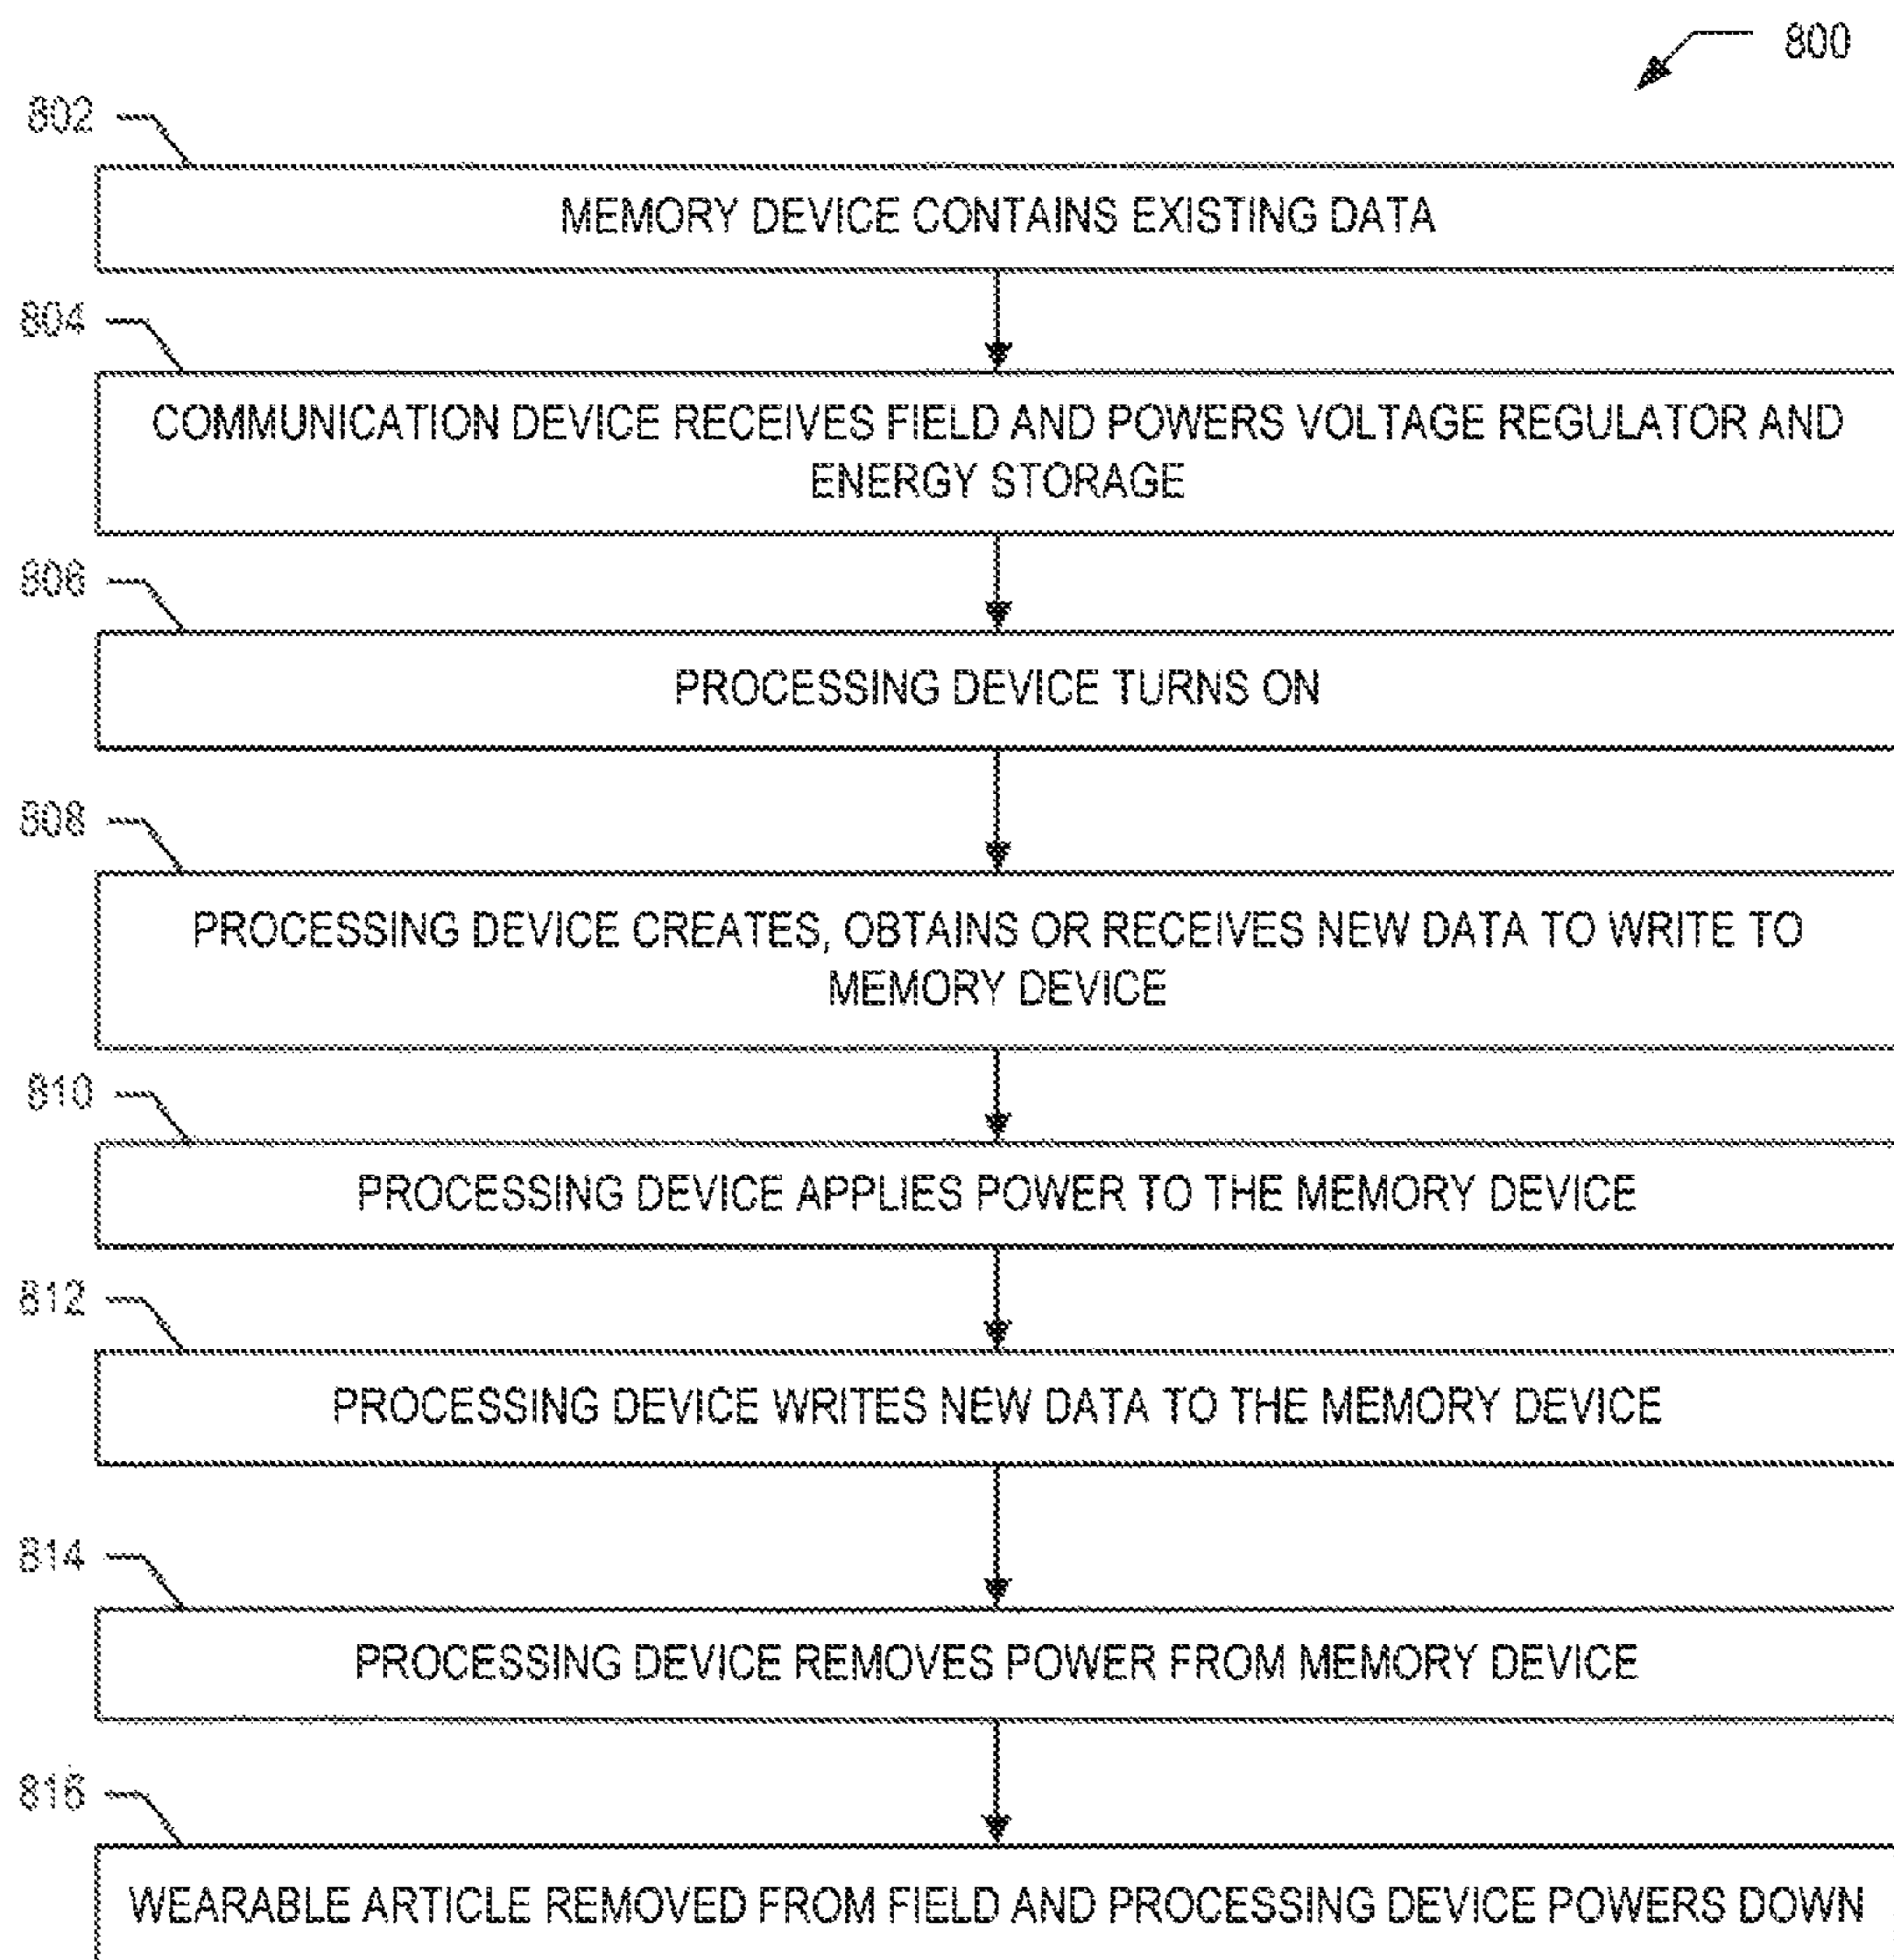 800
802
MEMORY DEVICE CONTAINS EXISTING DATA
804
COMMUNICATION DEVICE RECEIVES FIELD AND POWERS VOLTAGE REGULATOR AND
ENERGY STORAGE
806
PROCESSING DEVICE TURNS ON
808
PROCESSING DEVICE CREATES, OBTAINS OR RECEIVES NEW DATA TO WRITE TO
MEMORY DEVICE
810
PROCESSING DEVICE APPLIES POWER TO THE MEMORY DEVICE
812
PROCESSING DEVICE WRITES NEW DATA TO THE MEMORY DEVICE
814
PROCESSING DEVICE REMOVES POWER FROM MEMORY DEVICE
816
WEARABLE ARTICLE REMOVED FROM FIELD AND PROCESSING DEVICE POWERS DOWN